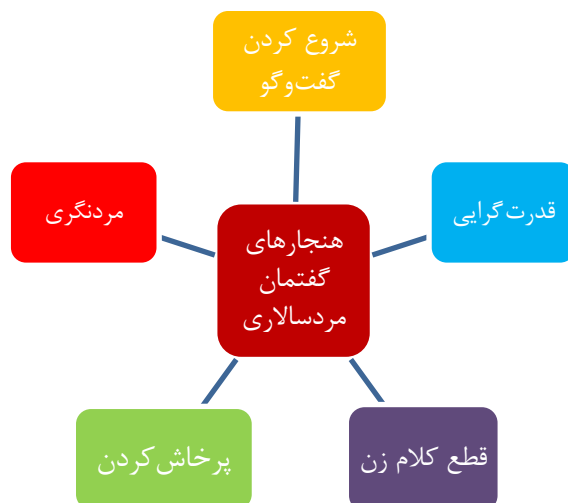 شروع کردن
گفت‌وگو
قدرت‌گرایی
مردنگری
هنجارهای
گفتمان
مردسالاری
قطع کلام زن
پرخاش‌کردن